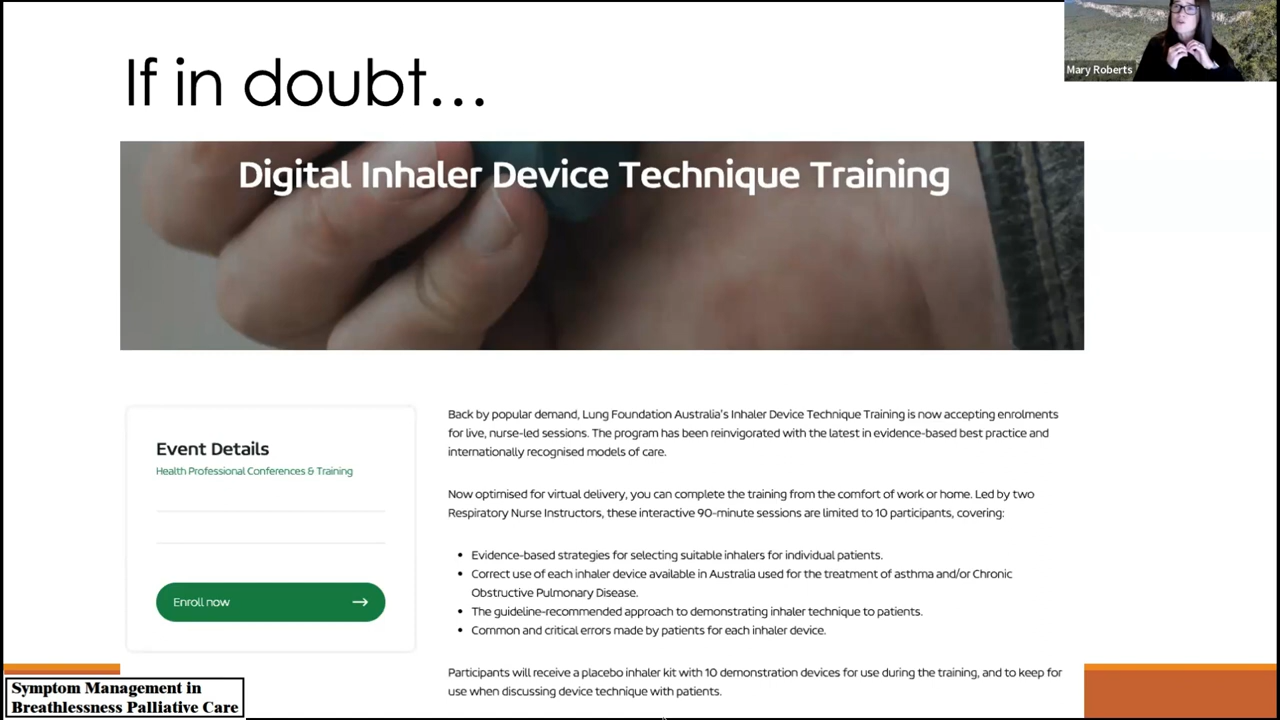 If in doubt...
Mary Roberts
Digital Inhaler Device Technique Training
Event Details
Health Professional Conferences & Training
Enroll now
Back by popular demand, Lung Foundation Australia's Inhaler Device Technique Training is now accepting enrolments
for live, nurse-led sessions. The program has been reinvigorated with the latest in evidence-based best practice and
internationally recognised models of care.
Now optimised for virtual delivery, you can complete the training from the comfort of work or home. Led by two
Respiratory Nurse Instructors, these interactive 90-minute sessions are limited to 10 participants, covering:
• Evidence-based strategies for selecting suitable inhalers for individual patients.
• Correct use of each inhaler device available in Australia used for the treatment of asthma and/or Chronic
Obstructive Pulmonary Disease.
• The guideline-recommended approach to demonstrating inhaler technique to patients.
• Common and critical errors made by patients for each inhaler device.
Participants will receive a placebo inhaler kit with 10 demonstration devices for use during the training, and to keep for
use when discussing device technique with patients.
Symptom Management in
Breathlessness Palliative Care